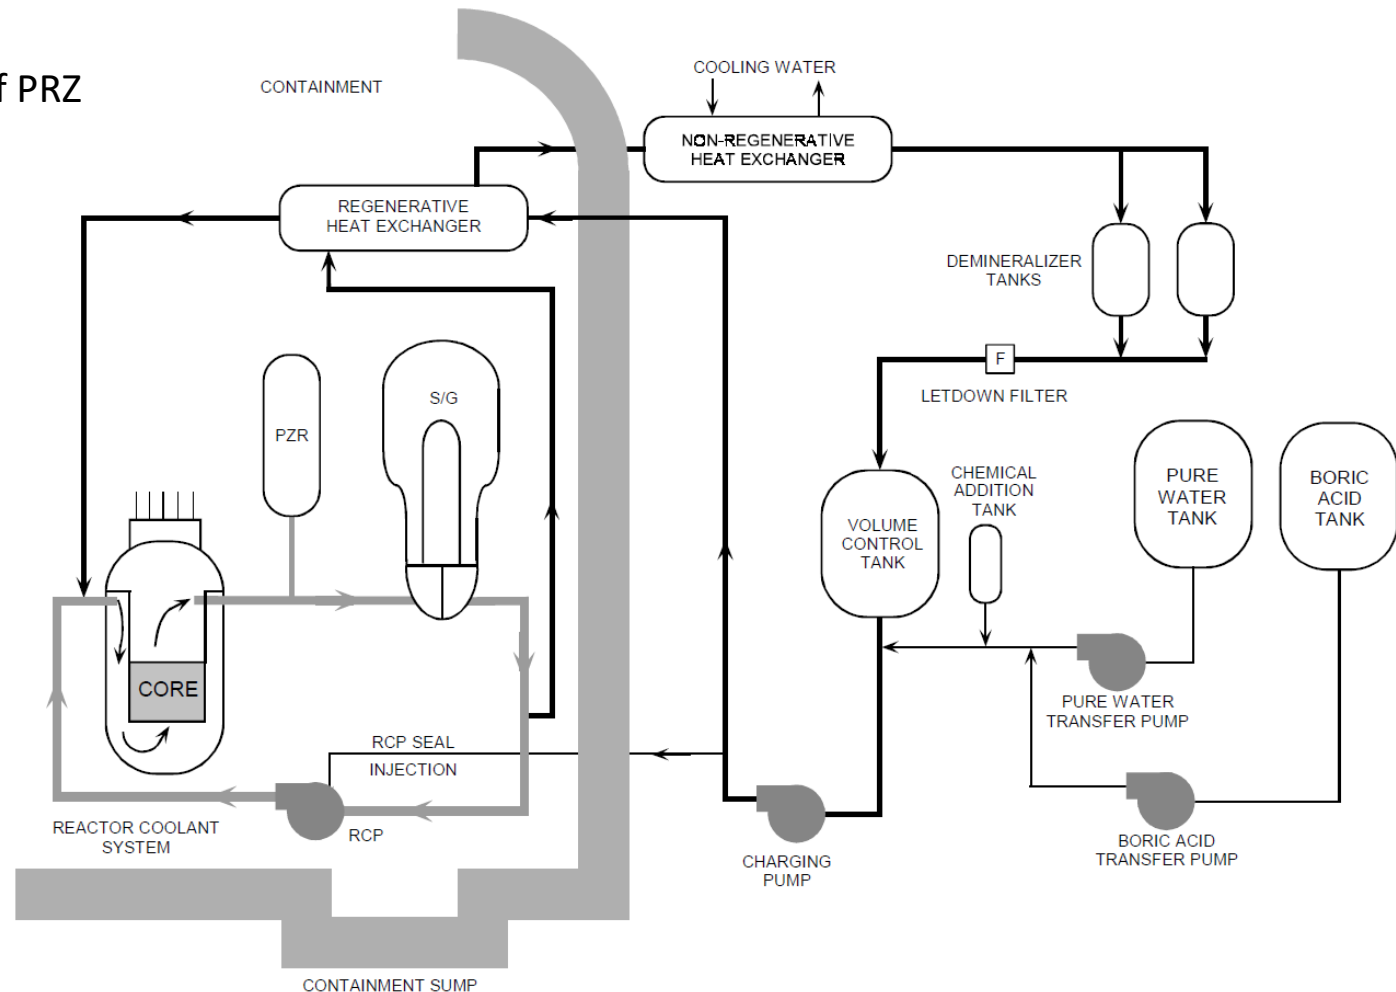 f PRZ
CONTAINMENT
COOLING WATER
NON-REGENERATIVE
HEAT EXCHANGER
REGENERATIVE
HEAT EXCHANGER
DEMINERALIZER
TANKS
F
LETDOWN FILTER
S/G
PZR
CHEMICAL
ADDITION
TANK
PURE
WATER
TANK
BORIC
ACID
TANK
VOLUME
CONTROL
TANK
CORE
PURE WATER
TRANSFER PUMP
RCP SEAL
INJECTION
REACTOR COOLANT
SYSTEM
RCP
CHARGING
PUMP
BORIC ACID
TRANSFER PUMP
CONTAINMENT SUMP